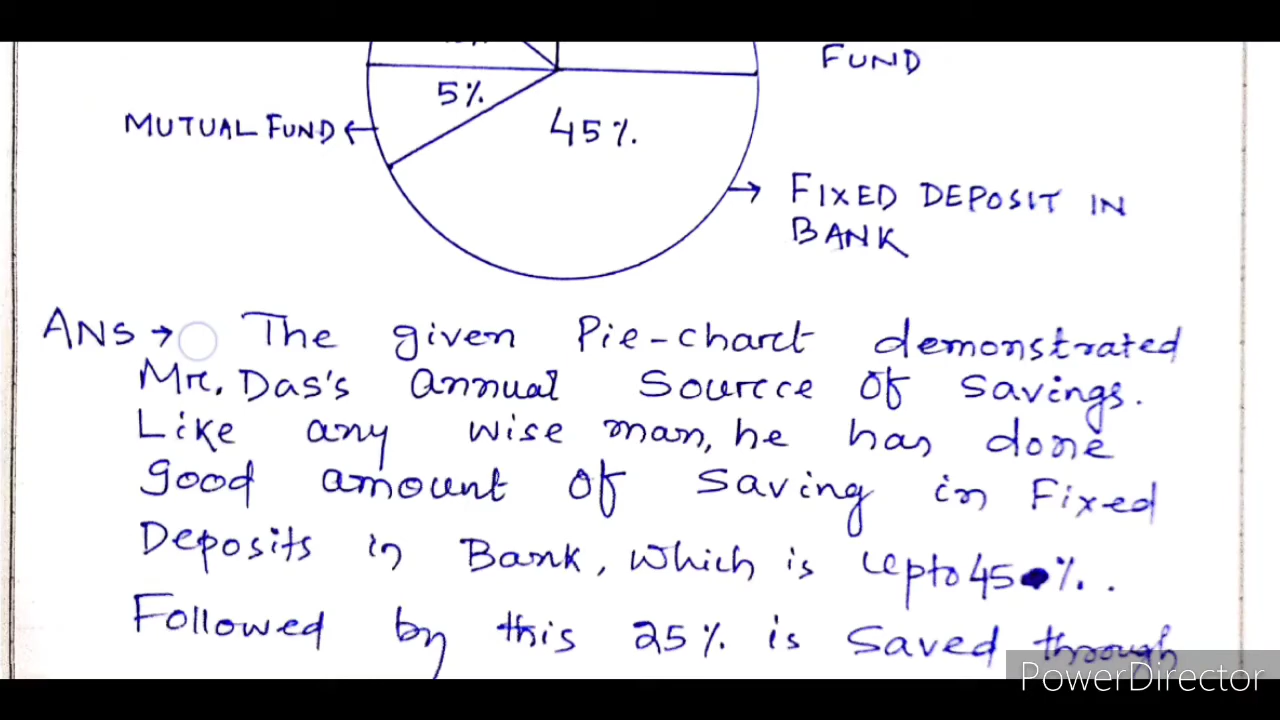 FUND
5%
MUTUAL FUND
45%.
FIXED DEPOSIT IN
BANK
ANS → The given Pie-chart demonstrated
Mr. Das's annual Source of Savings.
Like any wise man, he has done
good amount of Saving in Fixed
Deposits in Bank, which is upto 45%.
Followed by this 25% is saved through
PowerDirector